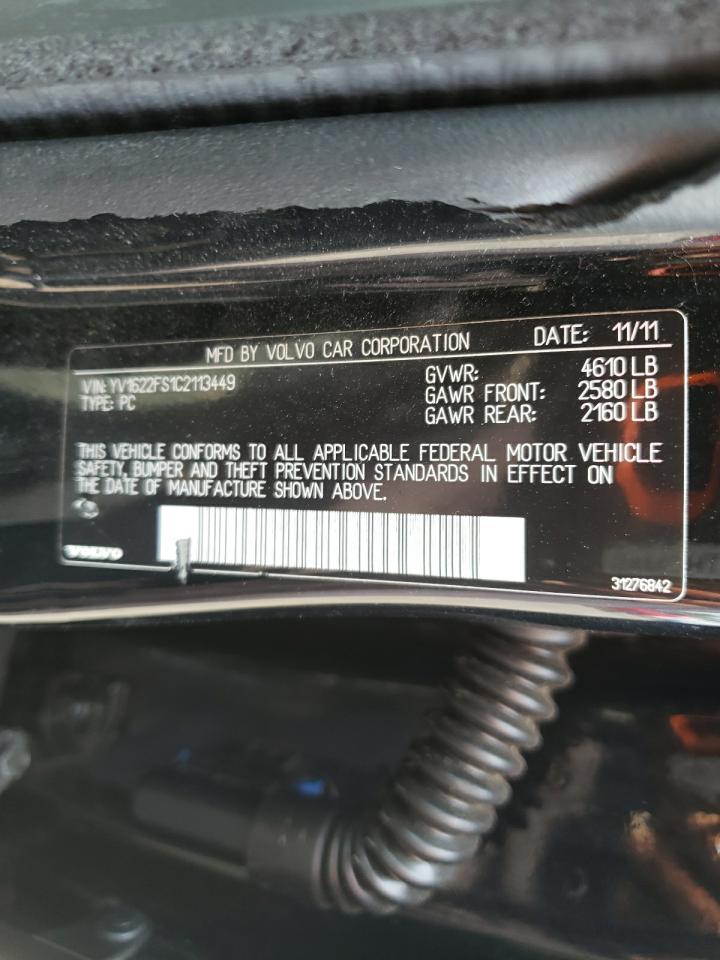 MFD BY VOLVO CAR CORPORATION DATE: 11/11
VIN: YV1622FS1C2113449 GVWR: 4610 LB
TYPE: PC GAWR FRONT: 2580 LB
GAWR REAR: 2160 LB
THIS VEHICLE CONFORMS TO ALL APPLICABLE FEDERAL MOTOR VEHICLE
SAFETY, BUMPER AND THEFT PREVENTION STANDARDS IN EFFECT ON
THE DATE OF MANUFACTURE SHOWN ABOVE.
VOLVO
31276842